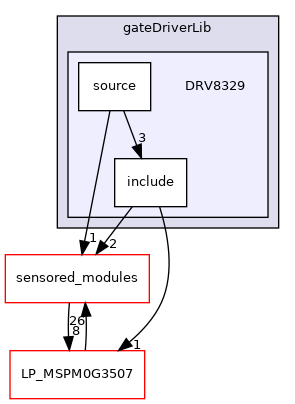 gateDriverLib
source
DRV8329
3
include
1
2
sensored_modules
26
8
1
LP_MSPM0G3507